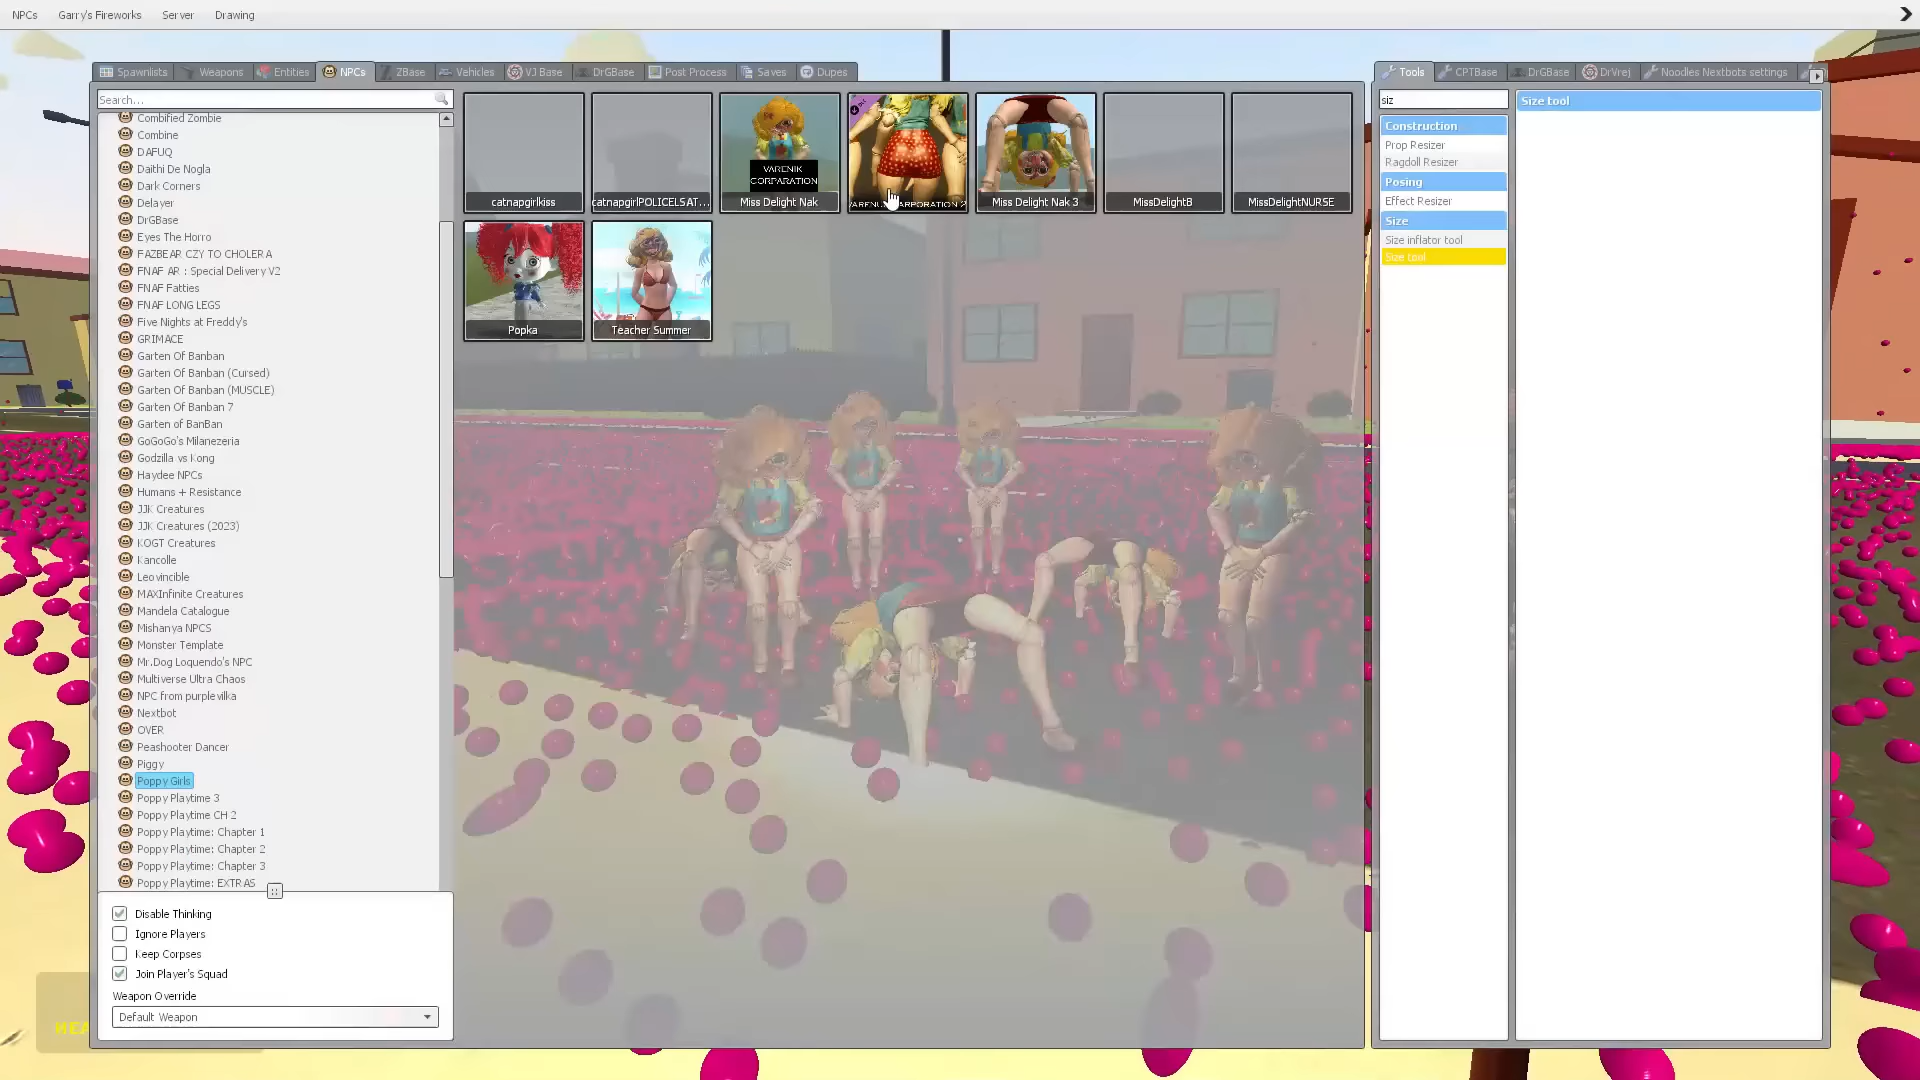 NPCs Garry's Fireworks Server Drawing
Spawnlists Weapons Entities NPCs ZBase Vehicles VJ Base DrGBase Post Process Saves Dupes
Search...
Combified Zombie
Combine
DAFUQ
Daithi De Nogla
Dark Corners
Delayer
DrGBase
Eyes The Horro
FAZBEAR CZY TO CHOLERA
FNAF AR : Special Delivery V2
FNAF Fatties
FNAF LONG LEGS
Five Nights at Freddy's
GRIMACE
Garten Of Banban
Garten Of Banban (Cursed)
Garten Of Banban (MUSCLE)
Garten Of Banban 7
Garten of BanBan
GoGoGo's Milanezeria
Godzilla vs Kong
Haydee NPCs
Humans + Resistance
JJK Creatures
JJK Creatures (2023)
KOGT Creatures
Kancolle
Leovincible
MAXInfinite Creatures
Mandela Catalogue
Mishanya NPCS
Monster Template
Mr.Dog Loquendo's NPC
Multiverse Ultra Chaos
NPC from purplevilka
Nextbot
OVER
Peashooter Dancer
Piggy
Poppy Girls
Poppy Playtime 3
Poppy Playtime CH 2
Poppy Playtime: Chapter 1
Poppy Playtime: Chapter 2
Poppy Playtime: Chapter 3
Poppy Playtime: EXTRAS
Disable Thinking
Ignore Players
Keep Corpses
Join Player's Squad
Weapon Override
Default Weapon
VARENIK
CORPARATION
catnapgirlkiss catnapgirlPOLICELSAT... Miss Delight Nak Miss Delight Nak 3 MissDelightB MissDelightNURSE
Popka Teacher Summer
Tools CPTBase DrGBase DrVrej Noodles Nextbots settings
siz
Construction
Prop Resizer
Ragdoll Resizer
Posing
Effect Resizer
Size
Size inflator tool
Size tool
Size tool